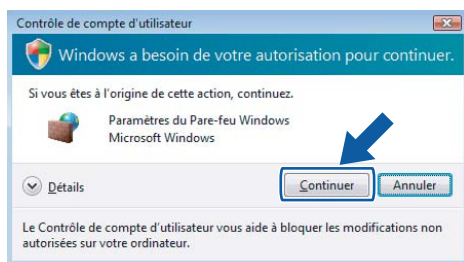 Contrôle de compte d'utilisateur
Windows a besoin de votre autorisation pour continuer.
Si vous êtes à l'origine de cette action, continuez.
Paramètres du Pare-feu Windows
Microsoft Windows
Détails
Continuer
Annuler
Le Contrôle de compte d'utilisateur vous aide à bloquer les modifications non
autorisées sur votre ordinateur.